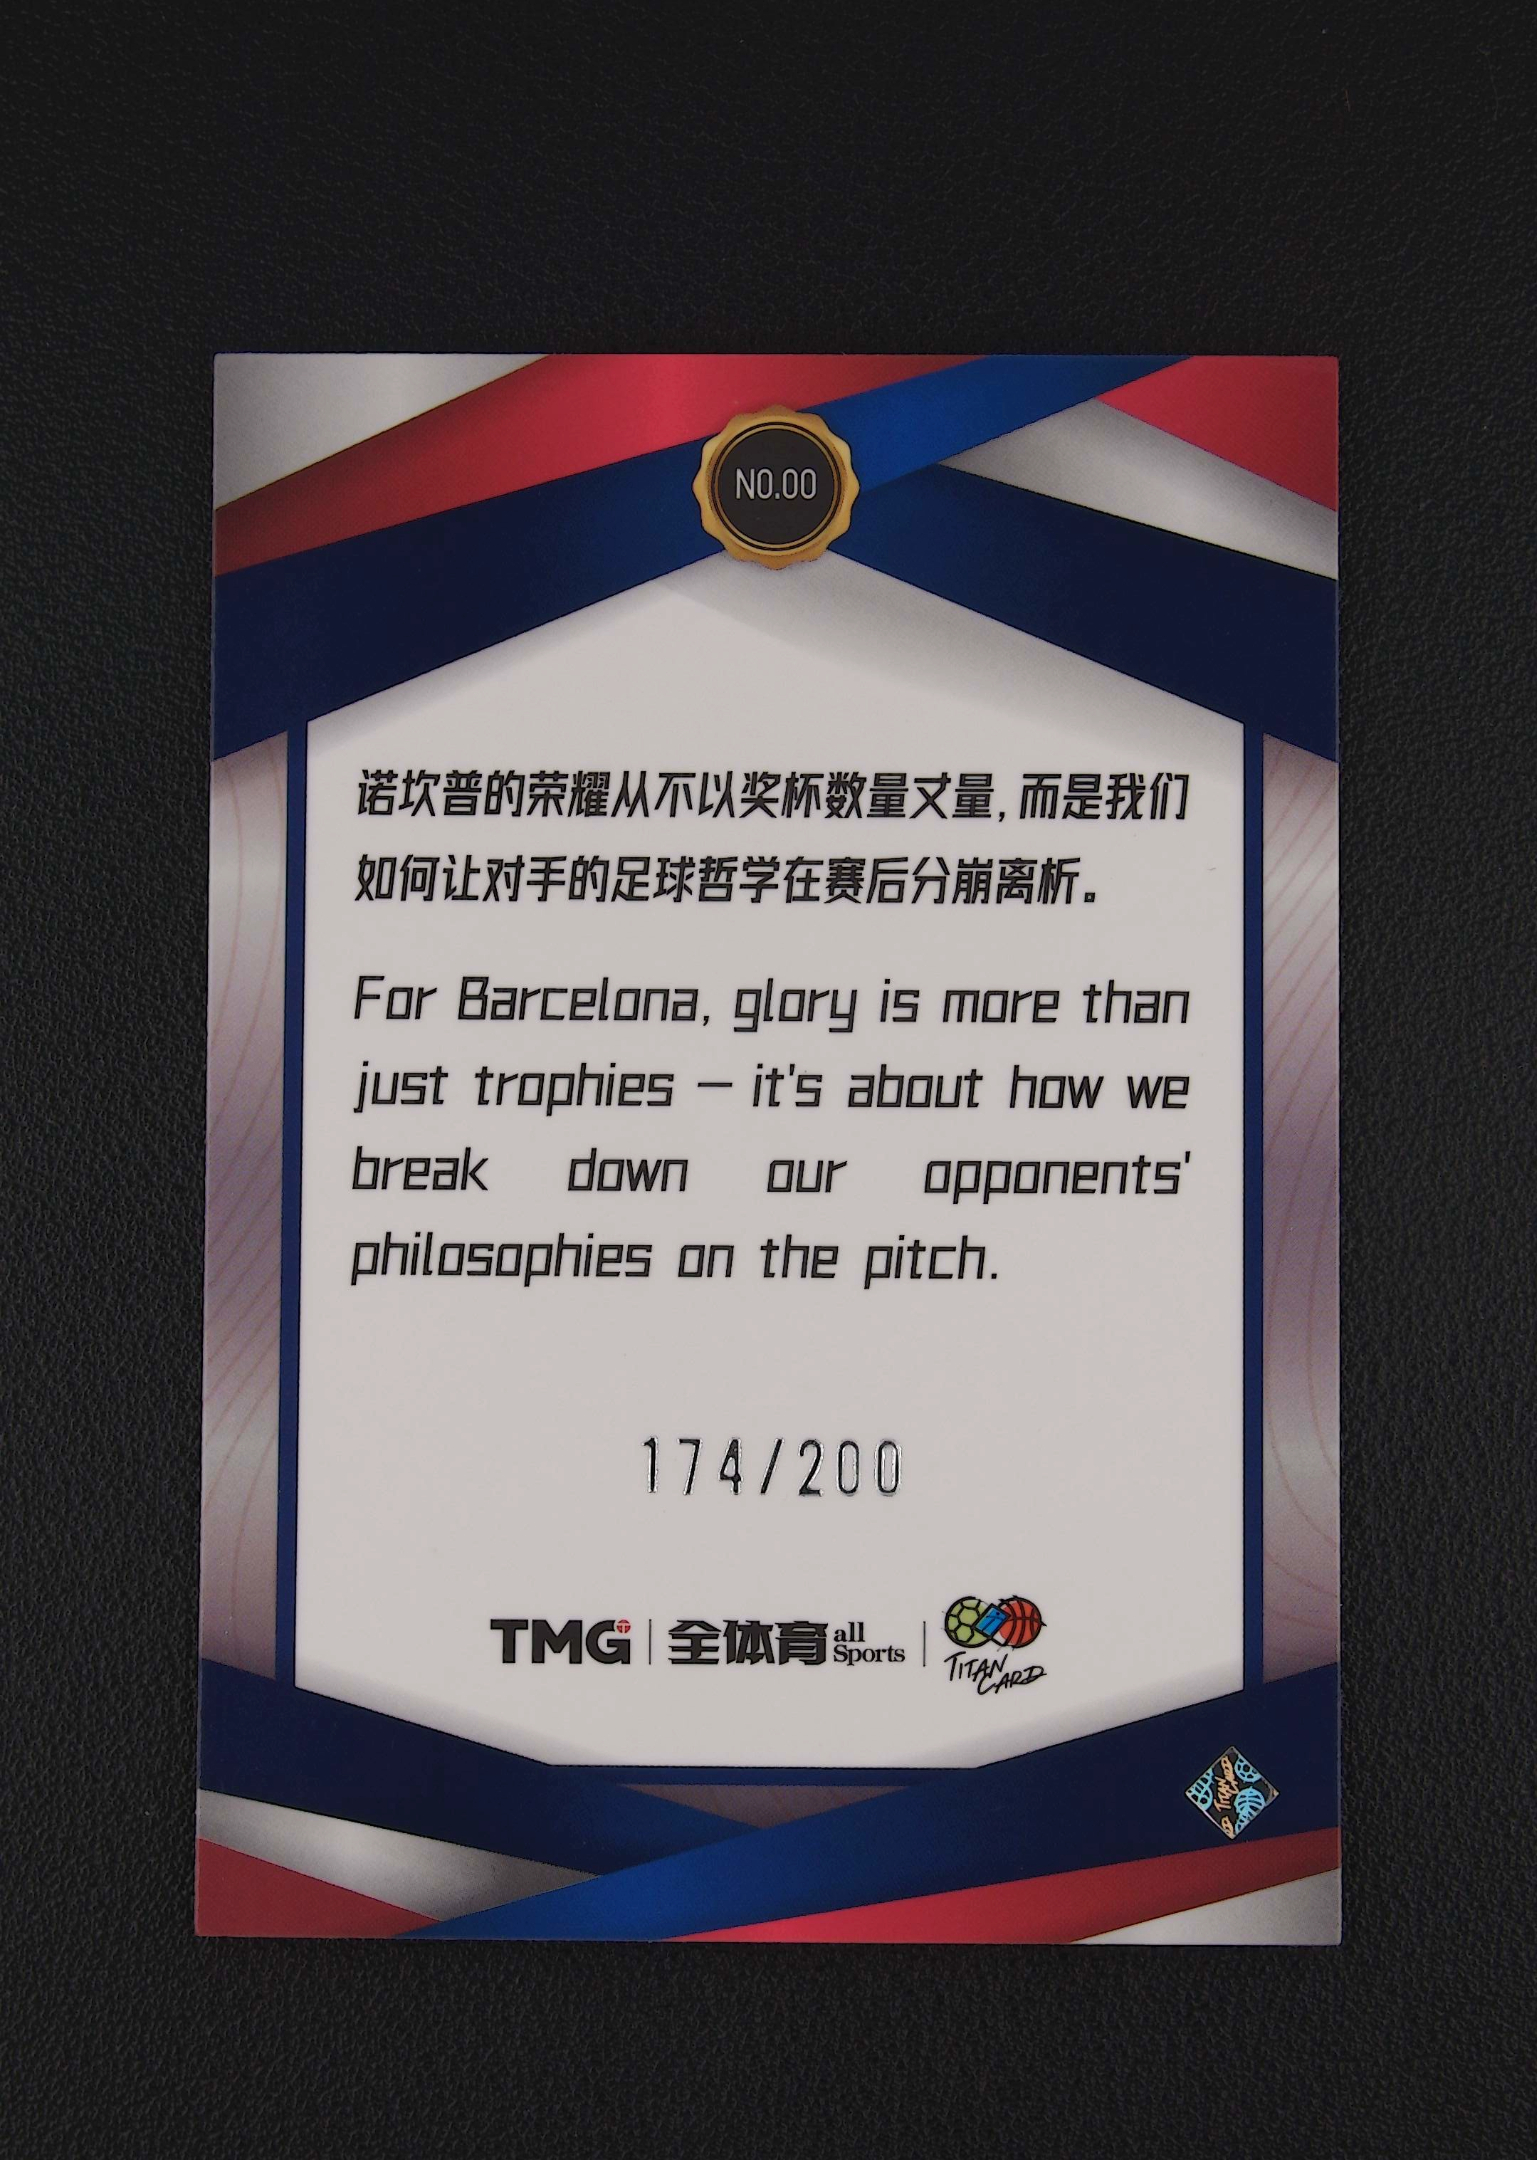 NO.00
诺坎普的荣耀从不以奖杯数量丈量,而是我们
如何让对手的足球哲学在赛后分崩离析。
For Barcelona, glory is more than
just trophies – it's about how we
break down our opponents'
philosophies on the pitch.
174/200
TMG 全体育 all Sports TITAN CARD
TITAN CARD